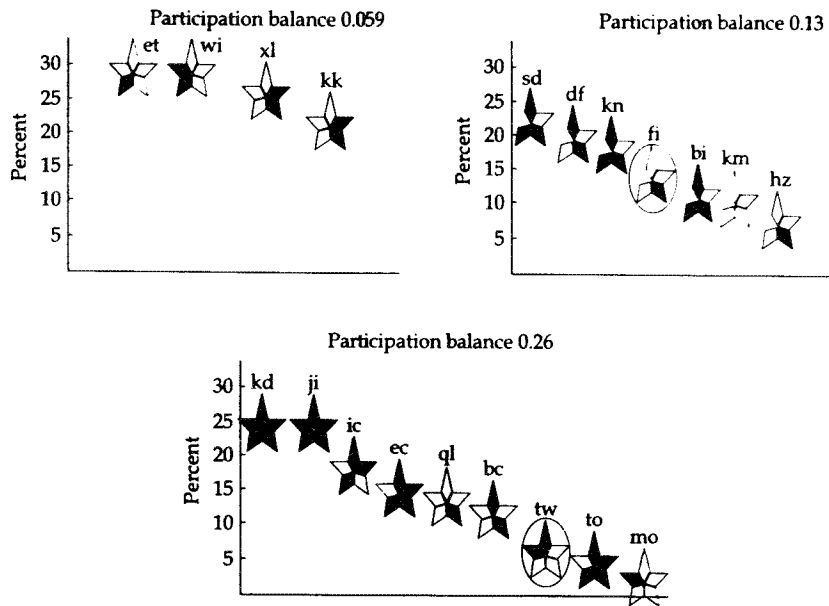 Participation balance 0.059
et wi xl kk
30
25
20
15
10
5
Percent
Participation balance 0.13
sd df kn fi bi km hz
30
25
20
15
10
5
Percent
Participation balance 0.26
kd ji ic ec ql bc tw to mo
30
25
20
15
10
5
Percent